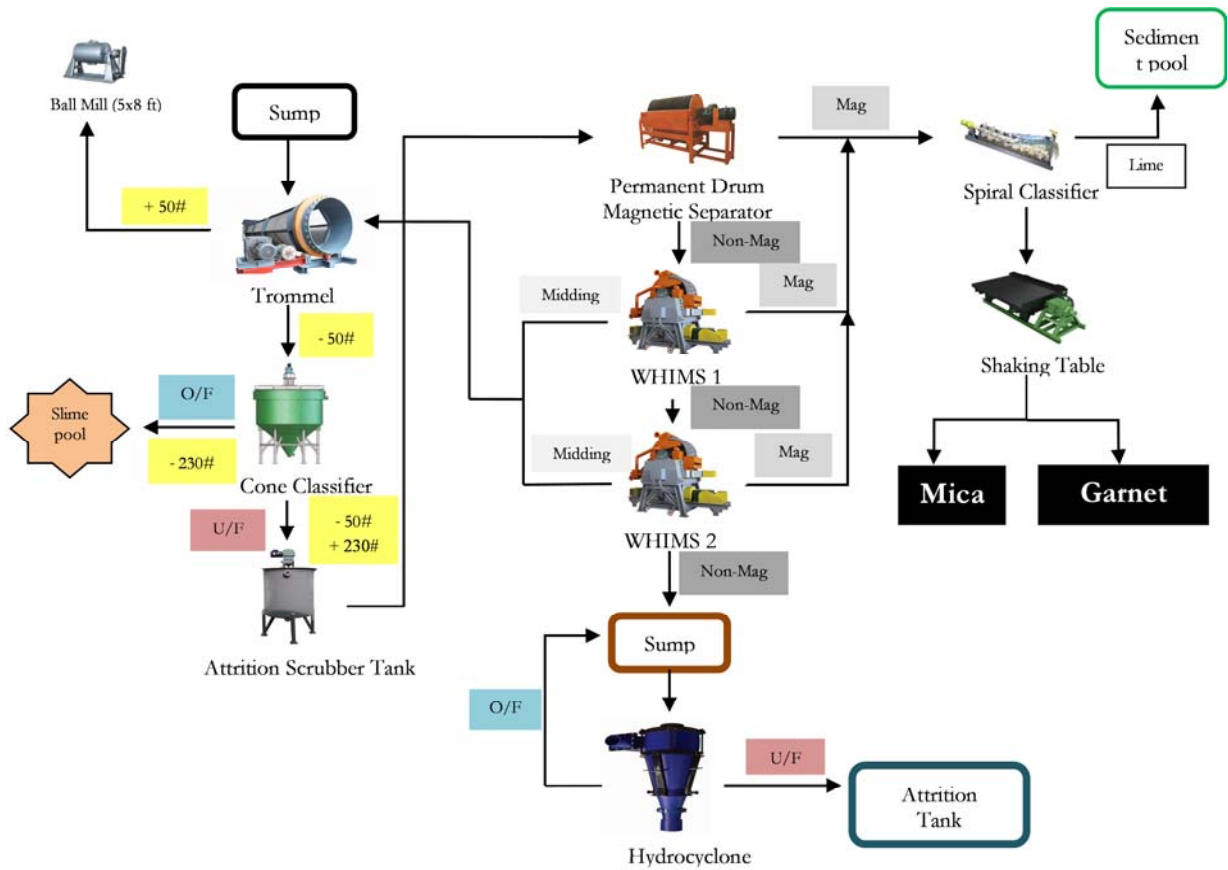 Sedimen
t pool
Ball Mill (5x8 ft)
Sump
Mag
Lime
Spiral Classifier
Permanent Drum
Magnetic Separator
+ 50#
Non-Mag
Trommel
Midding
Mag
- 50#
WHIMS 1
Shaking Table
O/F
Slime
pool
- 230#
Non-Mag
Cone Classifier
Midding
Mag
Mica
Garnet
U/F
- 50#
+ 230#
WHIMS 2
Non-Mag
Attrition Scrubber Tank
Sump
O/F
U/F
Attrition
Tank
Hydrocyclone